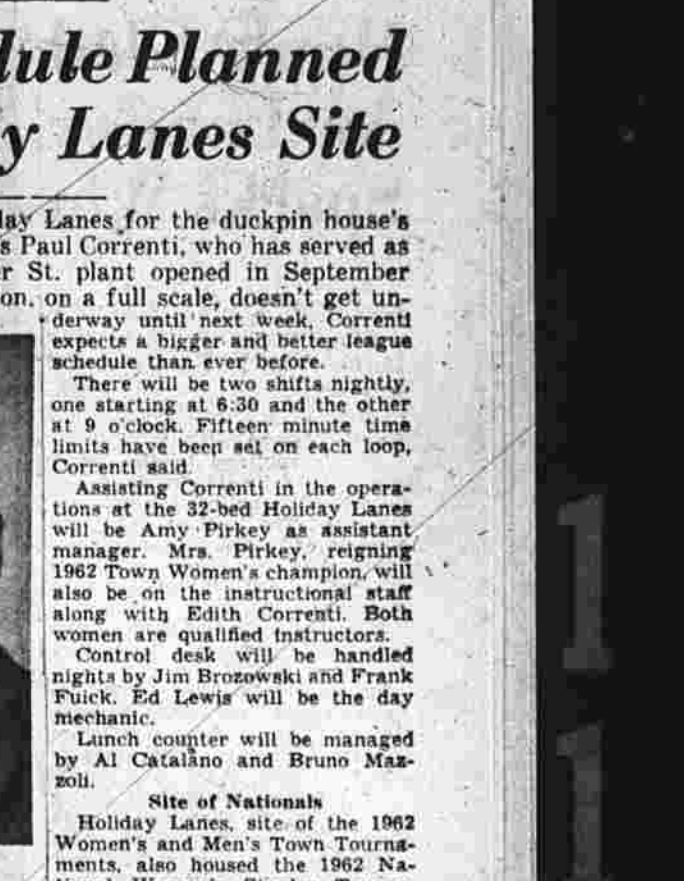 dule Planned
y Lanes Site
lay Lanes for the duckpin house's
s Paul Correnti, who has served as
r St. plant opened in September
on, on a full scale, doesn't get un-
derway until next week, Correnti
expects a bigger and better league
schedule than ever before.
There will be two shifts nightly,
one starting at 6:30 and the other
at 9 o'clock. Fifteen minute time
limits have been set on each loop,
Correnti said.
Assisting Correnti in the opera-
tions at the 32-bed Holiday Lanes
will be Amy Pirkey as assistant
manager. Mrs. Pirkey, reigning
1962 Town Women's champion, will
also be on the instructional staff
along with Edith Correnti. Both
women are qualified instructors.
Control desk will be handled
nights by Jim Brozowski and Frank
Fuick. Ed Lewis will be the day
mechanic.
Lunch counter will be managed
by Al Catalano and Bruno Maz-
zoli.
Site of Nationals
Holiday Lanes, site of the 1962
Women's and Men's Town Tourna-
ments, also housed the 1962 Na-